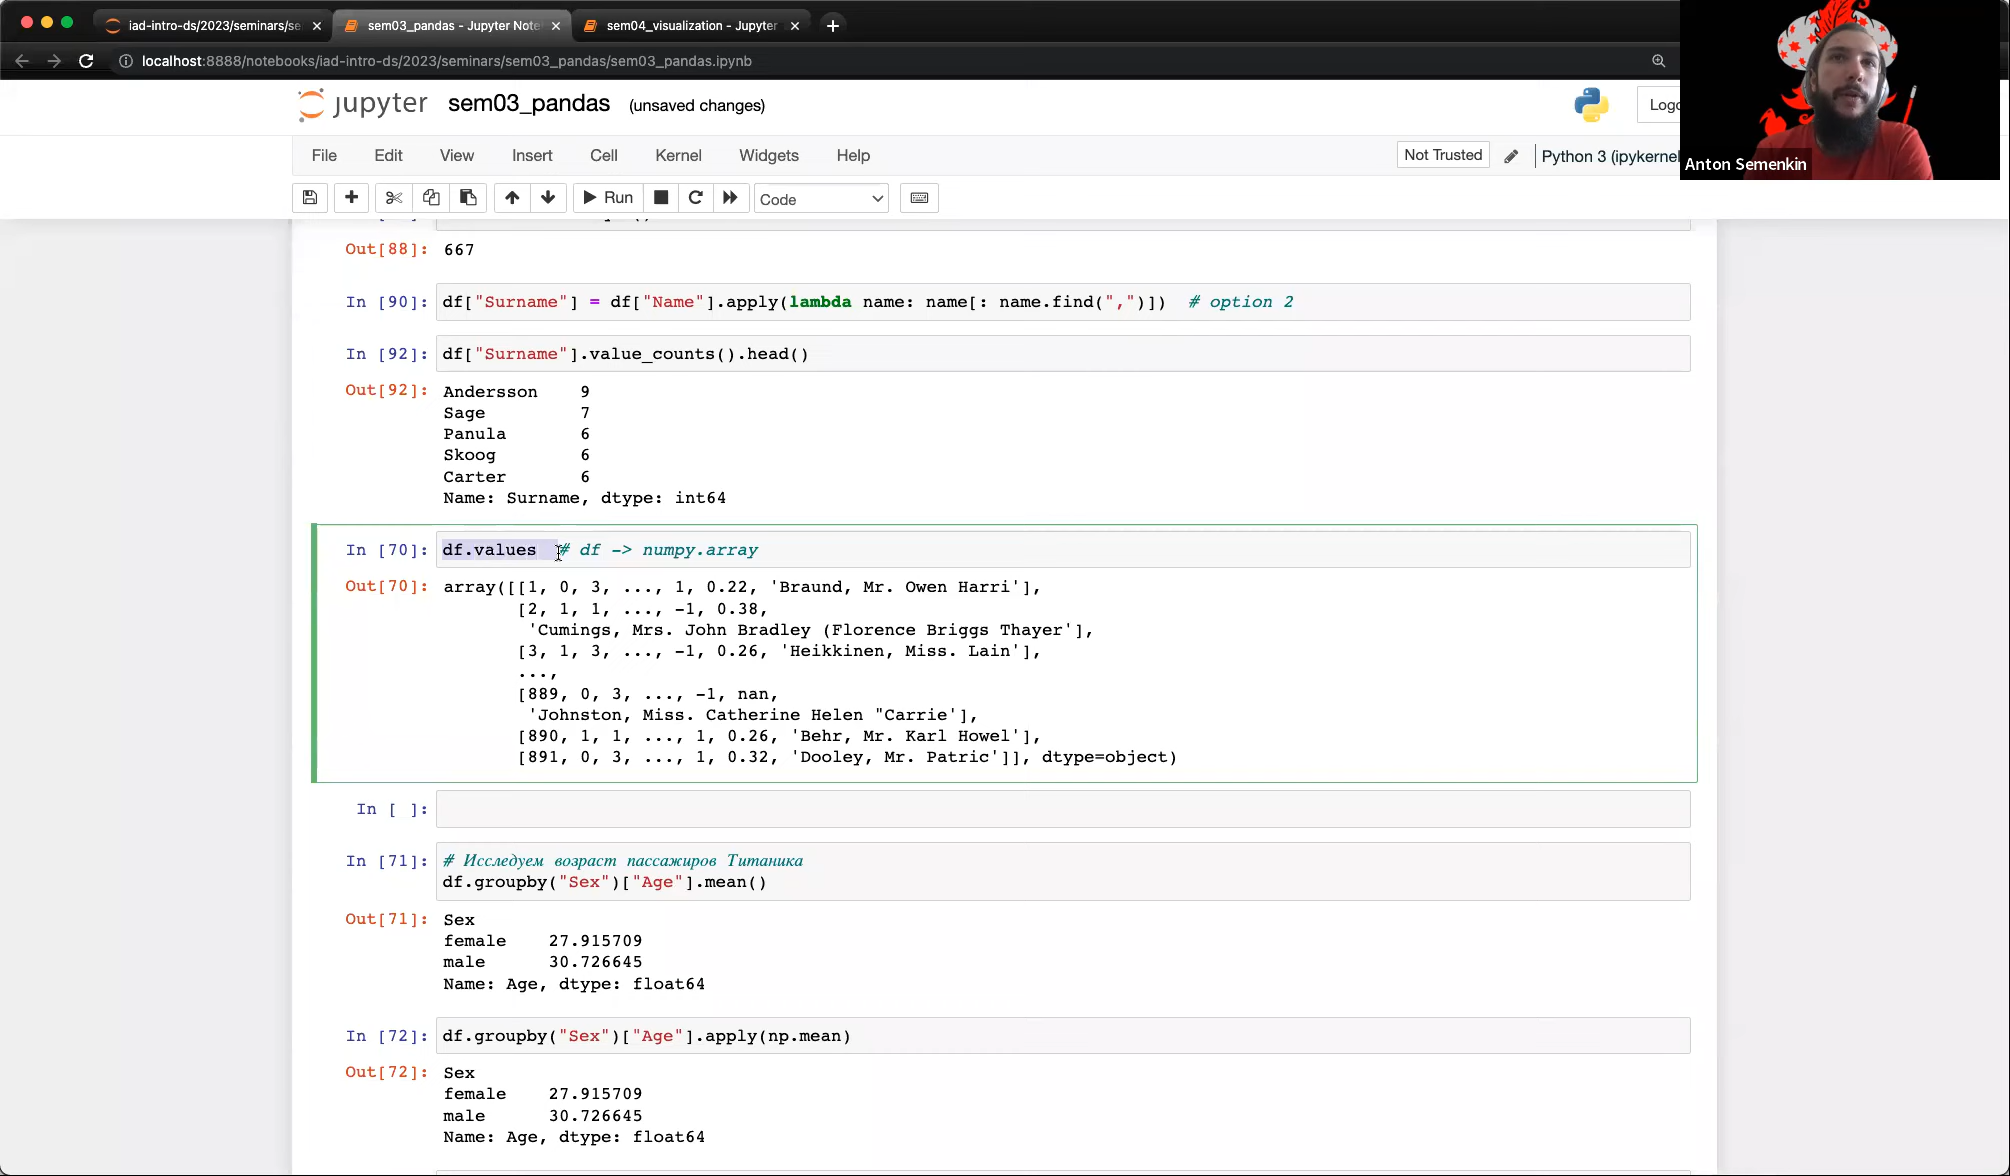 iad-intro-ds/2023/seminars/se
sem03_pandas - Jupyter Note
sem04_visualization - Jupyter
localhost:8888/notebooks/iad-intro-ds/2023/seminars/sem03_pandas/sem03_pandas.ipynb
jupyter sem03_pandas (unsaved changes)
Logo
Anton Semenkin
File Edit View Insert Cell Kernel Widgets Help
Not Trusted Python 3 (ipykernel
Run Code
Out[88]: 667
In [90]: df["Surname"] = df["Name"].apply(lambda name: name[: name.find(",")])  # option 2
In [92]: df["Surname"].value_counts().head()
Out[92]: Andersson    9
Sage         7
Panula       6
Skoog        6
Carter       6
Name: Surname, dtype: int64
In [70]: df.values  # df -> numpy.array
Out[70]: array([[1, 0, 3, ..., 1, 0.22, 'Braund, Mr. Owen Harri'],
[2, 1, 1, ..., -1, 0.38,
'Cumings, Mrs. John Bradley (Florence Briggs Thayer'],
[3, 1, 3, ..., -1, 0.26, 'Heikkinen, Miss. Lain'],
...,
[889, 0, 3, ..., -1, nan,
'Johnston, Miss. Catherine Helen "Carrie'],
[890, 1, 1, ..., 1, 0.26, 'Behr, Mr. Karl Howel'],
[891, 0, 3, ..., 1, 0.32, 'Dooley, Mr. Patric']], dtype=object)
In [ ]:
In [71]: # Исследуем возраст пассажиров Титаника
df.groupby("Sex")["Age"].mean()
Out[71]: Sex
female    27.915709
male      30.726645
Name: Age, dtype: float64
In [72]: df.groupby("Sex")["Age"].apply(np.mean)
Out[72]: Sex
female    27.915709
male      30.726645
Name: Age, dtype: float64